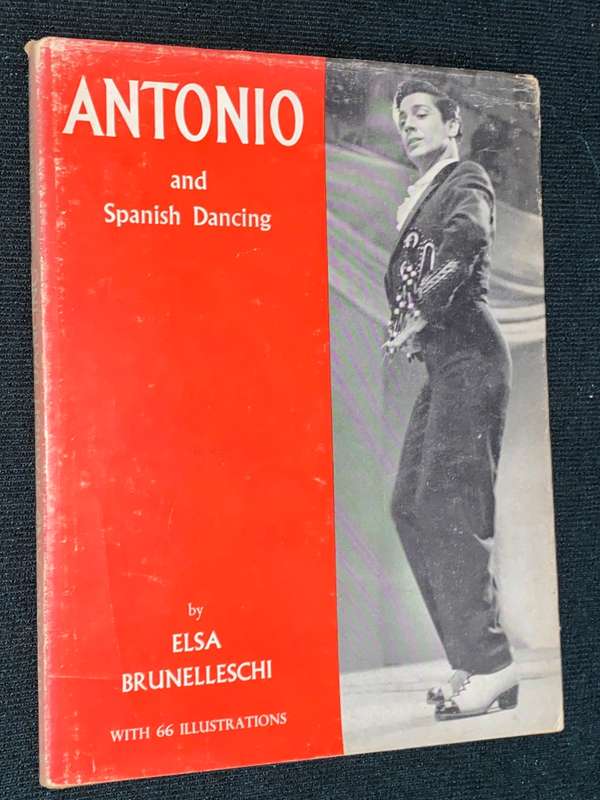 ANTONIO
and
Spanish Dancing
by
ELSA
BRUNELLESCHI
WITH 66 ILLUSTRATIONS